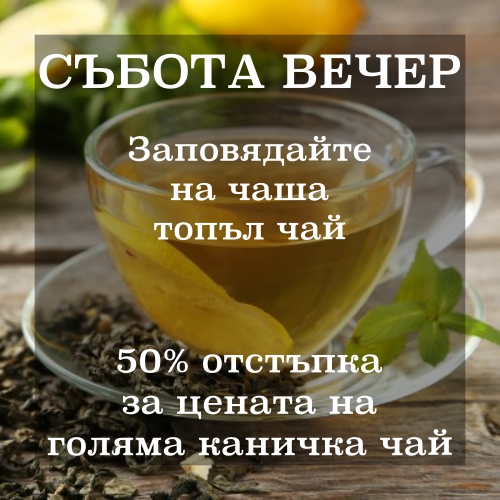 СЪБОТА ВЕЧЕР
Заповядайте
на чаша
топъл чай
50% отстъпка
за цената на
голяма каничка чай